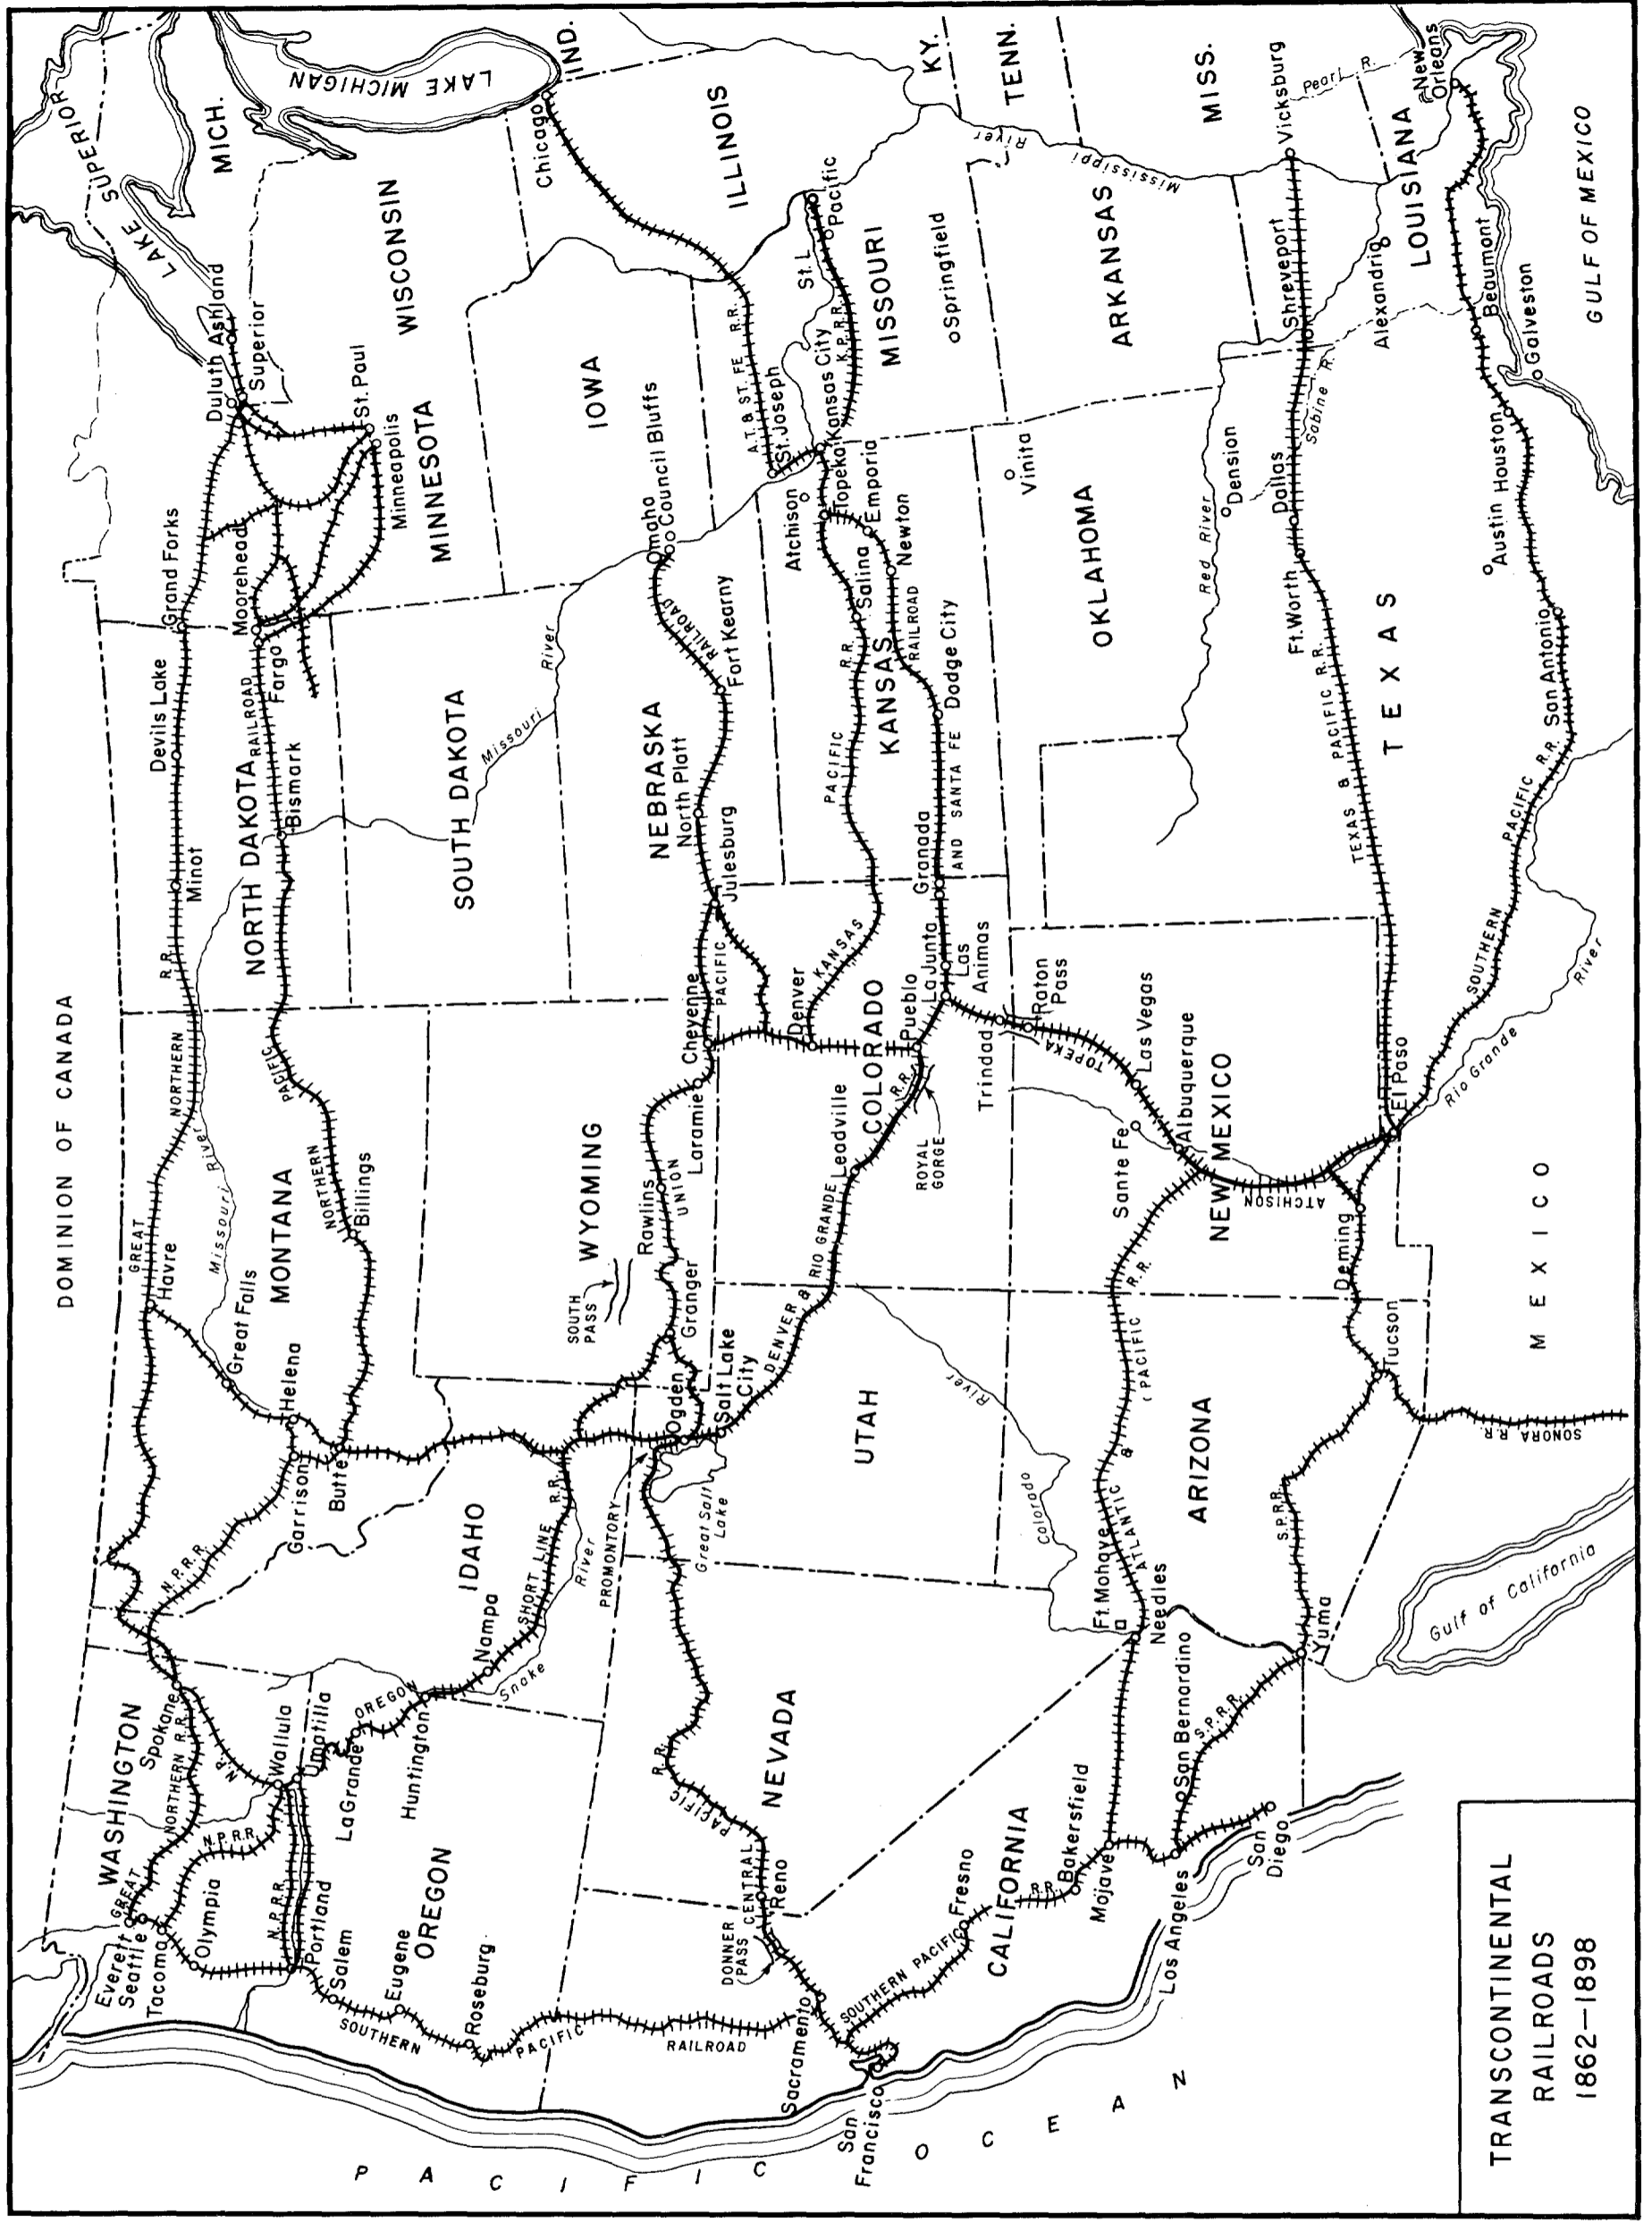 TRANSCONTINENTAL
RAILROADS
1862—1898
DOMINION OF CANADA
MEXICO
GULF OF MEXICO
Gulf of California
PACIFIC
OCEAN
LAKE SUPERIOR
LAKE MICHIGAN
WASHINGTON
Everett
Seattle
Tacoma
Olympia
Spokane
Wallula
GREAT
NORTHERN R.R.
N.P.
N.P.R.R.
N.P.R.R.
N.P.R.R.
OREGON
Portland
Salem
Eugene
Roseburg
Umatilla
LaGrande
Huntington
SOUTHERN
PACIFIC
RAILROAD
OREGON
SHORT LINE
R.R.
IDAHO
Nampa
Snake
River
MONTANA
GREAT
NORTHERN
R.R.
Havre
Great Falls
Helena
Garrison
Butte
Billings
NORTHERN
PACIFIC
RAILROAD
Missouri River
NORTH DAKOTA
Minot
Devils Lake
Grand Forks
Bismark
Fargo
SOUTH DAKOTA
Missouri
River
MINNESOTA
Moorehead
Duluth
St. Paul
Minneapolis
WISCONSIN
Superior
Ashland
MICH.
WYOMING
SOUTH
PASS
Granger
Rawlins
Laramie
Cheyenne
UNION
PACIFIC
RAILROAD
NEBRASKA
Julesburg
North Platt
Fort Kearny
Omaha
IOWA
Council Bluffs
ILLINOIS
Chicago
IND.
KY.
TENN.
MISS.
CALIFORNIA
Sacramento
San
Francisco
DONNER
PASS
CENTRAL
PACIFIC
R.R.
SOUTHERN PACIFIC
R.R.
Fresno
Bakersfield
Mojave
Los Angeles
San Bernardino
San
Diego
Needles
NEVADA
Reno
UTAH
PROMONTORY
Ogden
Salt Lake
City
Great Salt
Lake
DENVER & RIO GRANDE
R.R.
COLORADO
Leadville
ROYAL
GORGE
Denver
Pueblo
La Junta
Las
Animas
Trinidad
Granada
KANSAS
PACIFIC
R.R.
KANSAS
Dodge City
Salina
Newton
Emporia
Topeka
Atchison
MISSOURI
St. Joseph
Kansas City
A.T.& ST. FE R.R.
K.P.R.R.
St. L
Pacific
Springfield
Colorado
River
ARIZONA
Ft. Mohave
ATLANTIC
&
(PACIFIC
R.R.
Yuma
Tucson
S.P.R.R.
S.P.R.R.
SONORA R.R.
NEW MEXICO
Raton
Pass
Las Vegas
Sante Fe
Albuquerque
Deming
ATCHISON
TOPEKA
AND SANTA FE
RAILROAD
OKLAHOMA
Vinita
Red River
ARKANSAS
Mississippi
River
TEXAS
El Paso
TEXAS & PACIFIC R.R.
Ft. Worth
Dallas
Dension
Sabine R.
SOUTHERN
PACIFIC R.R.
San Antonio
Austin
Houston
Galveston
Beaumont
Rio Grande
River
LOUISIANA
Shreveport
Alexandria
New
Orleans
Vicksburg
Pearl R.